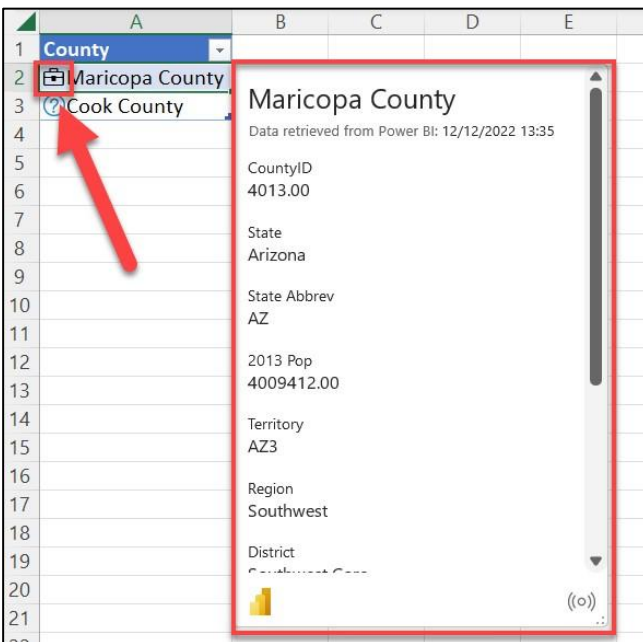 A B C D E
1 County
2 Maricopa County
3 ?Cook County
4
5
6
7
8
9
10
11
12
13
14
15
16
17
18
19
20
21
Maricopa County
Data retrieved from Power BI: 12/12/2022 13:35
CountyID
4013.00
State
Arizona
State Abbrev
AZ
2013 Pop
4009412.00
Territory
AZ3
Region
Southwest
District